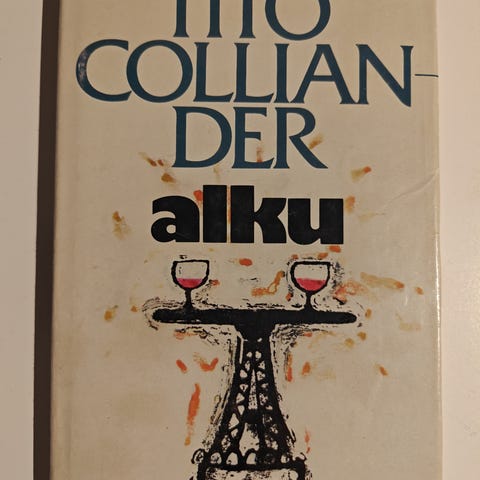 TITO
COLLIAN-
DER
alku